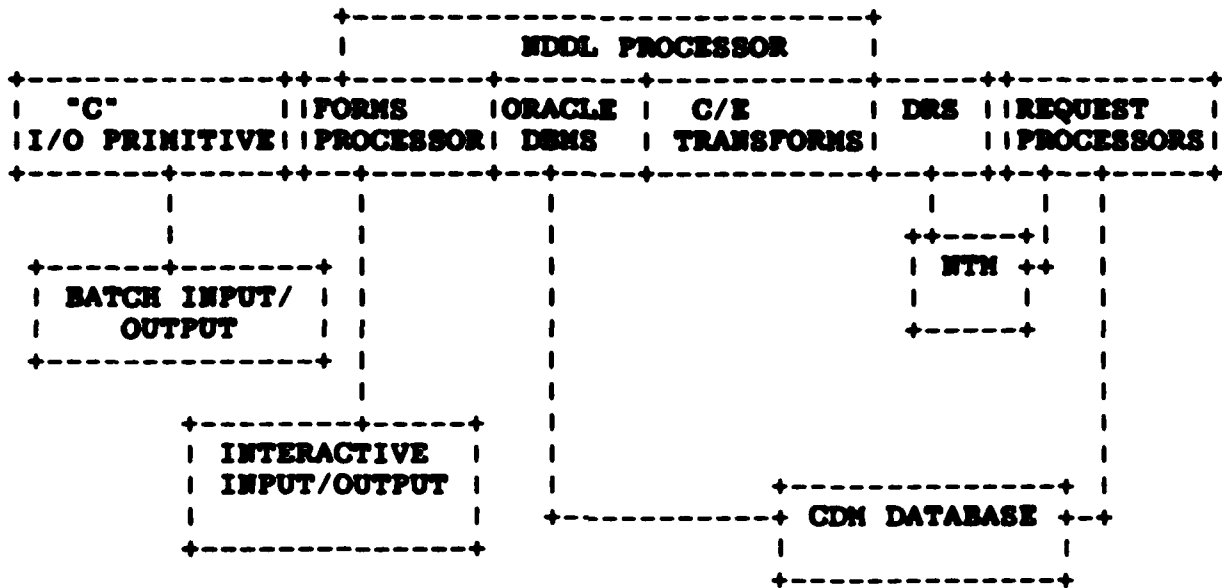 NDDL PROCESSOR
"C" FORMS ORACLE C/E DRS REQUEST
I/O PRIMITIVE PROCESSOR DBMS TRANSFORMS PROCESSORS
NTM
BATCH INPUT/
OUTPUT
INTERACTIVE
INPUT/OUTPUT
CDM DATABASE